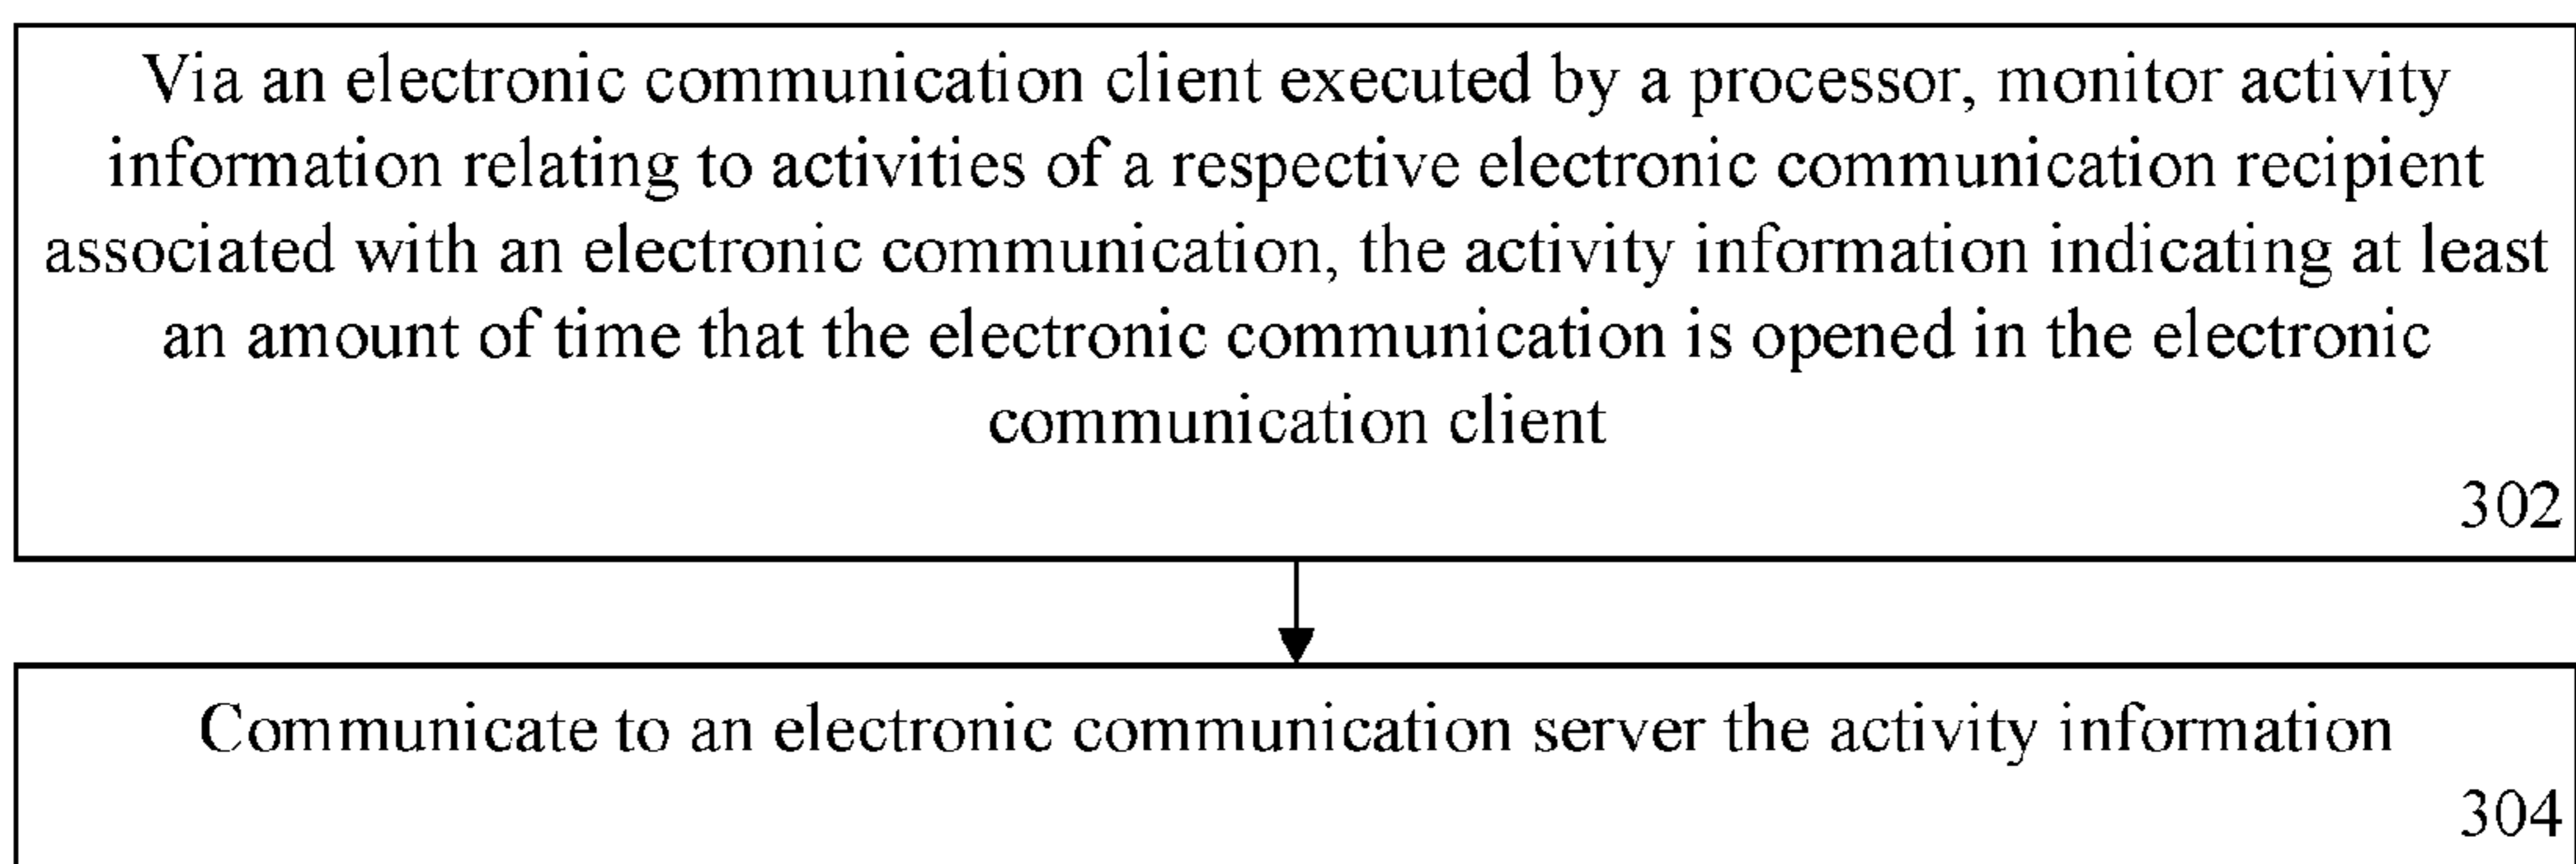 Via an electronic communication client executed by a processor, monitor activity
information relating to activities of a respective electronic communication recipient
associated with an electronic communication, the activity information indicating at least
an amount of time that the electronic communication is opened in the electronic
communication client
302
Communicate to an electronic communication server the activity information
304